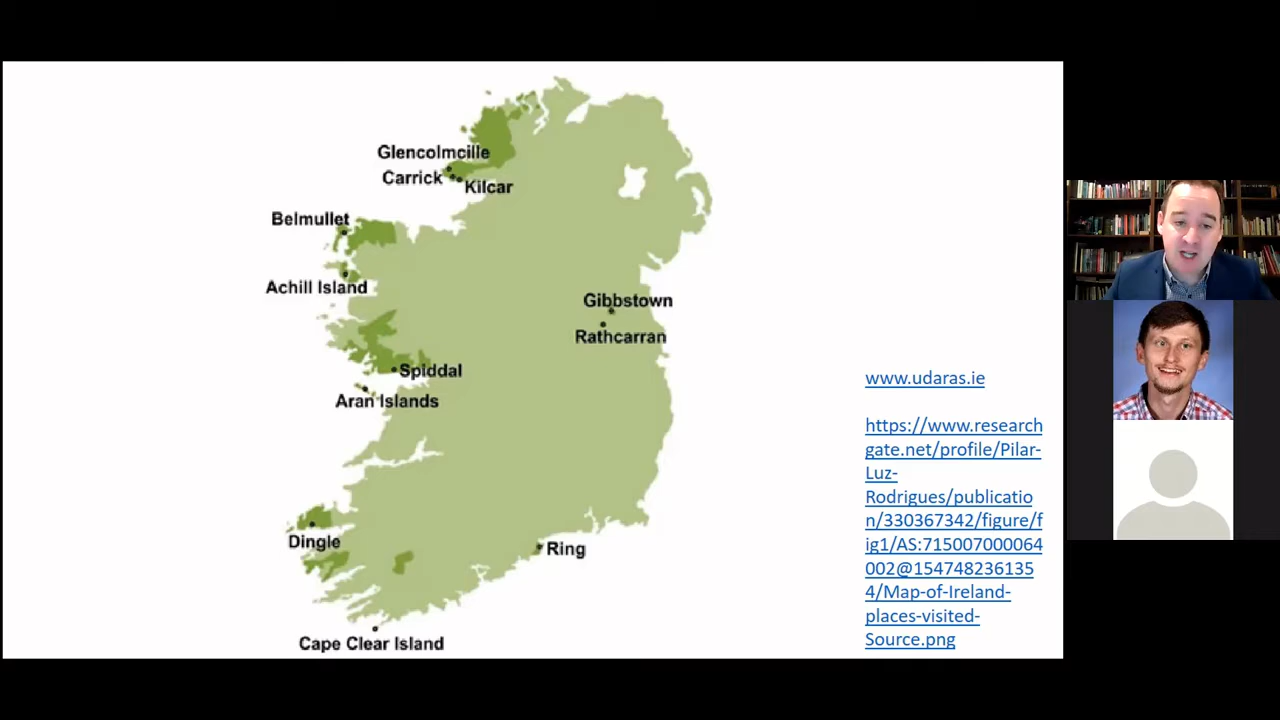 Glencolmcille
Carrick
Kilcar
Belmullet
Achill Island
Gibbstown
Rathcarran
Spiddal
Aran Islands
Dingle
Ring
Cape Clear Island
www.udaras.ie
https://www.research
gate.net/profile/Pilar-
Luz-
Rodrigues/publicatio
n/330367342/figure/f
ig1/AS:715007000064
002@154748236135
4/Map-of-Ireland-
places-visited-
Source.png